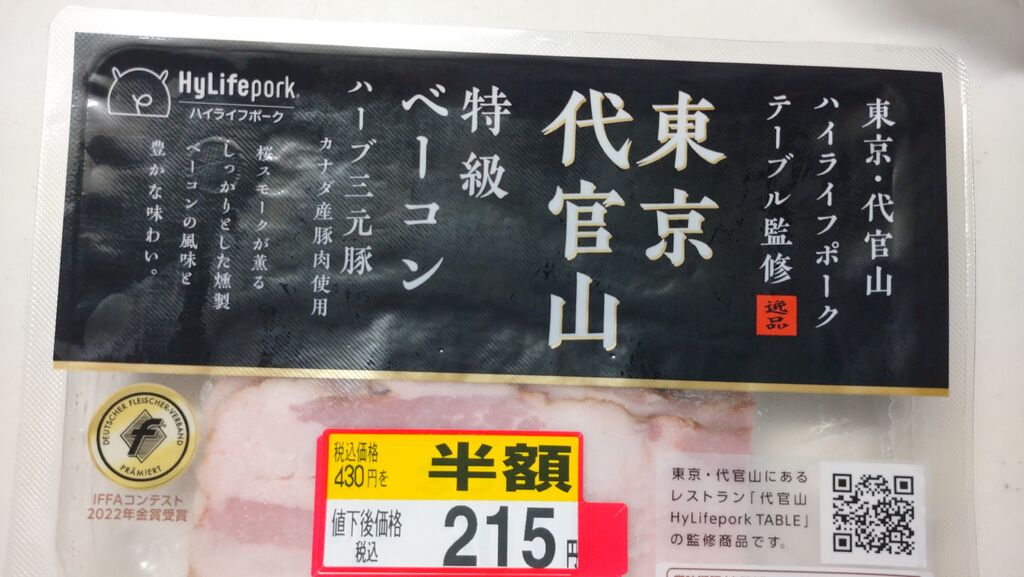 HyLifepork
ハイライフポーク
東京・代官山
ハイライフポーク
テーブル監修
逸品
東京
代官山
特級
ベーコン
ハーブ三元豚
カナダ産豚肉使用
桜スモークが薫る
しっかりとした燻製
ベーコンの風味と
豊かな味わい。
DEUTSCHER FLEISCHER-VERBAND
f
PRÄMIERT
IFFAコンテスト
2022年金賞受賞
税込価格
430円を
半額
値下後価格
税込
215円
東京・代官山にある
レストラン「代官山
HyLifepork TABLE」
の監修商品です。